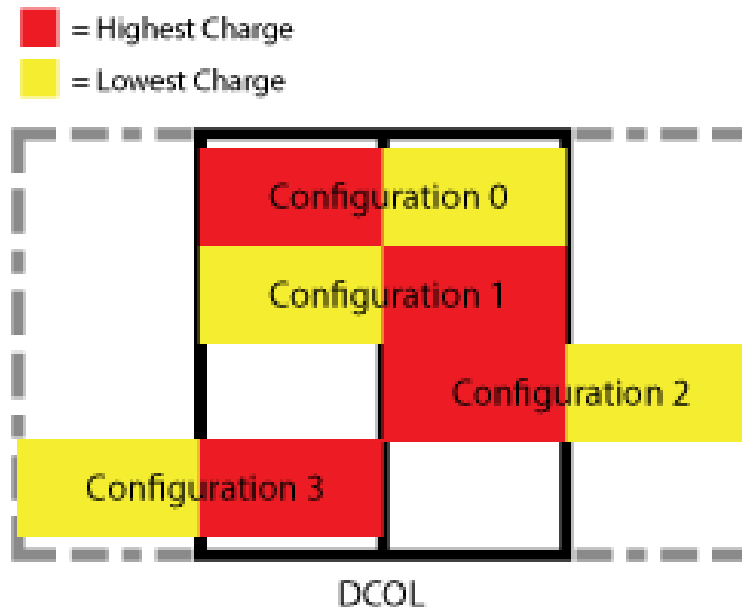 = Highest Charge
= Lowest Charge
Configuration 0
Configuration 1
Configuration 2
Configuration 3
DCOL